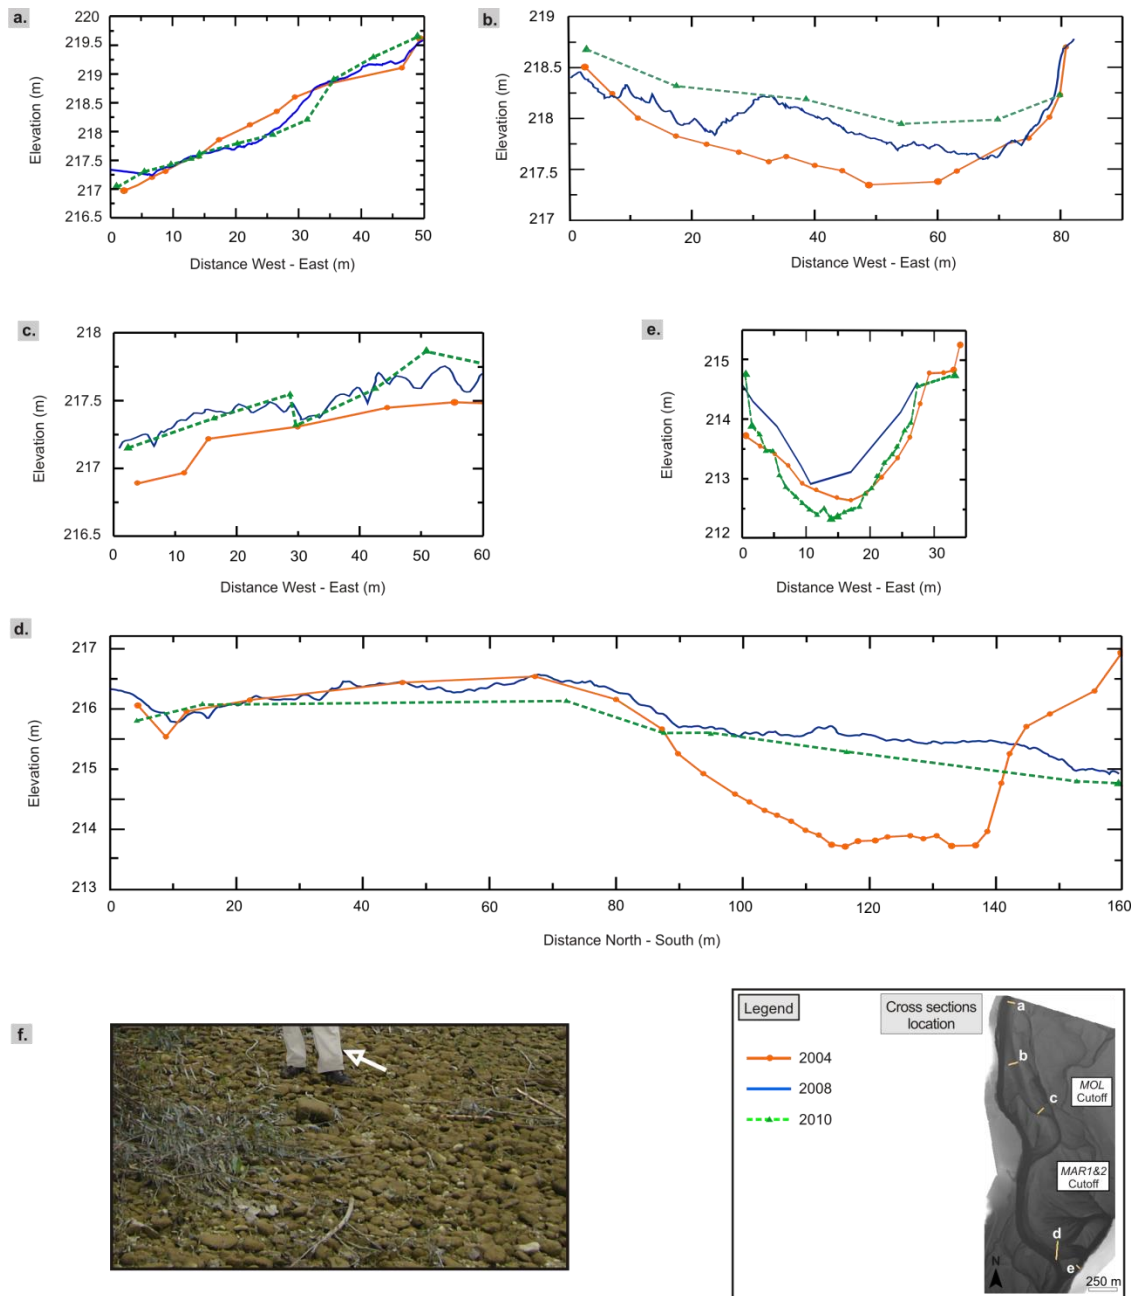 a.
220
219.5
219
218.5
218
217.5
217
216.5
0
10
20
30
40
50
Elevation (m)
Distance West - East (m)
b.
219
218.5
218
217.5
217
0
20
40
60
80
Elevation (m)
Distance West - East (m)
c.
218
217.5
217
216.5
0
10
20
30
40
50
60
Elevation (m)
Distance West - East (m)
e.
215
214
213
212
0
10
20
30
Elevation (m)
Distance West - East (m)
d.
217
216
215
214
213
0
20
40
60
80
100
120
140
160
Elevation (m)
Distance North - South (m)
f.
Legend
2004
2008
2010
Cross sections
location
a
b
c
MOL
Cutoff
MAR1&2
Cutoff
d
e
N
250 m